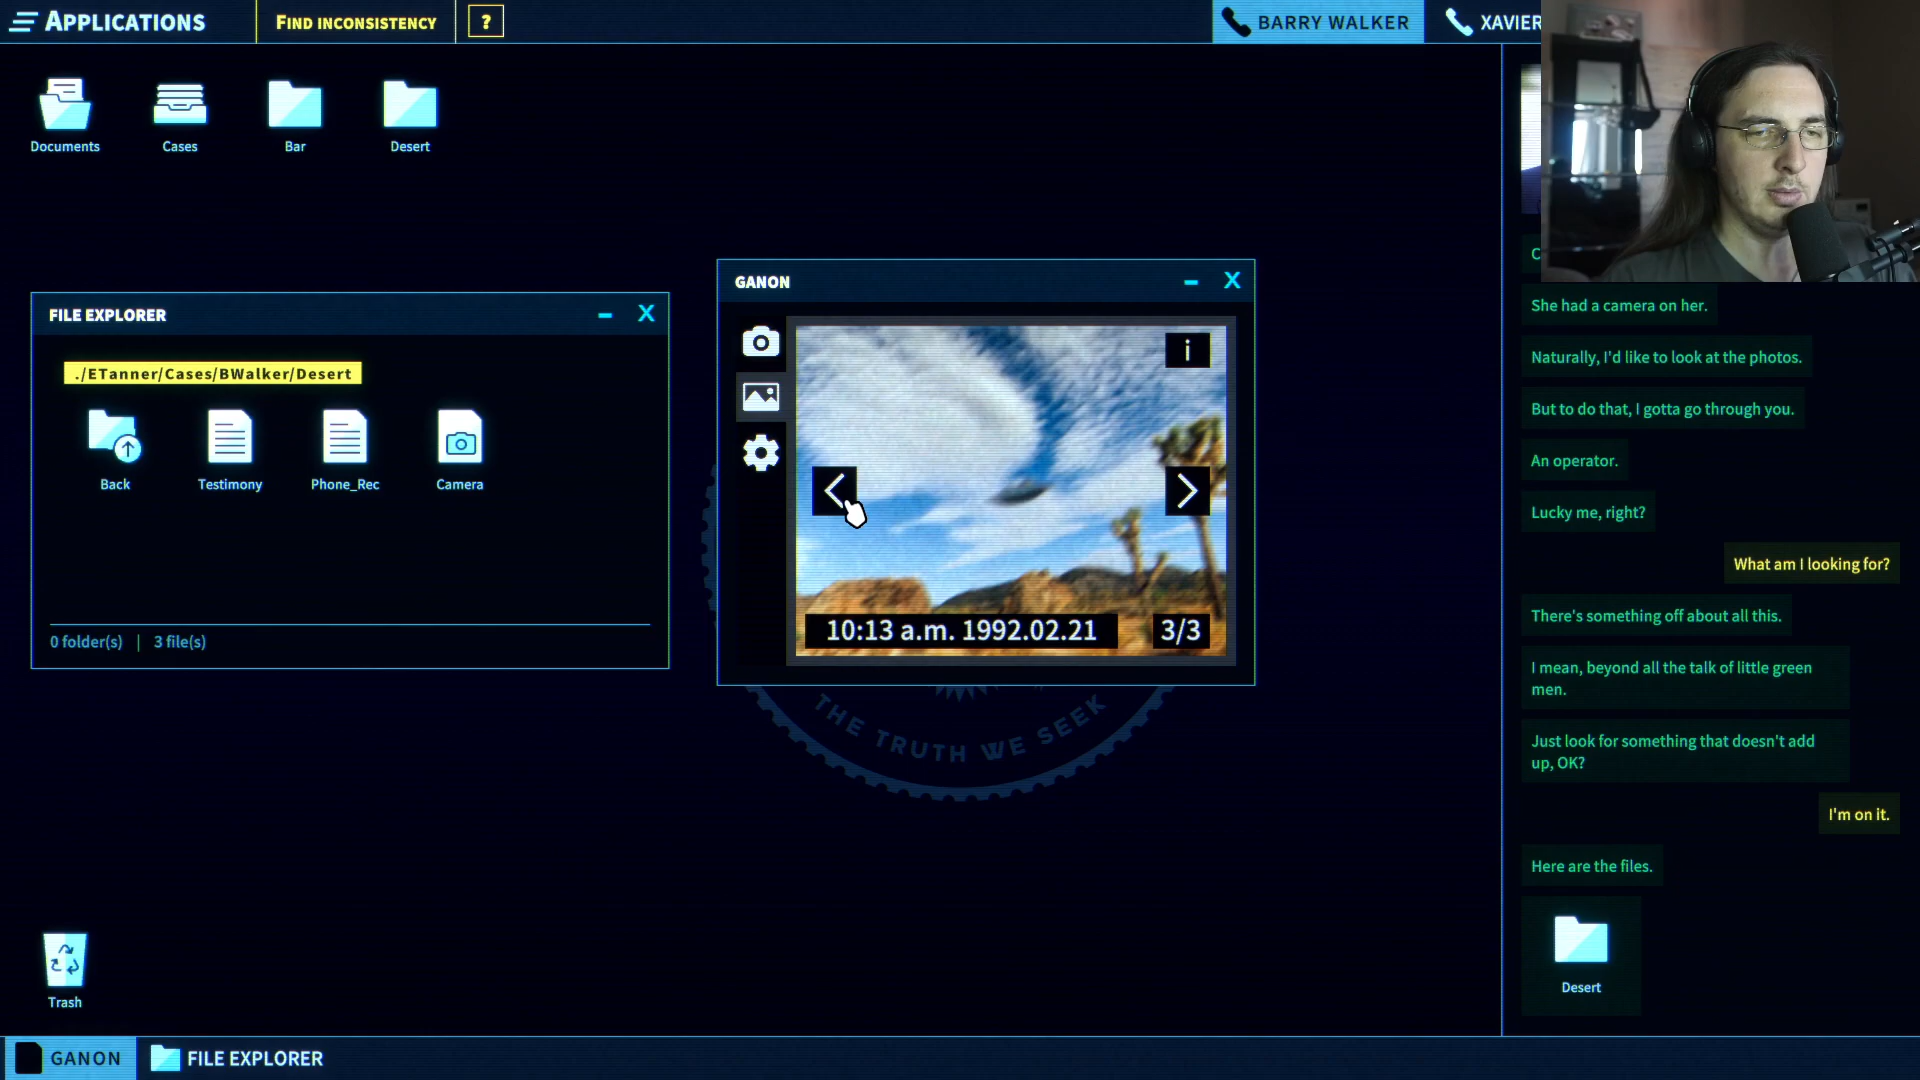 APPLICATIONS
FIND INCONSISTENCY
?
BARRY WALKER
XAVIER
Documents
Cases
Bar
Desert
FILE EXPLORER
./ETanner/Cases/BWalker/Desert
Back
Testimony
Phone_Rec
Camera
0 folder(s) | 3 file(s)
GANON
i
10:13 a.m. 1992.02.21
3/3
THE TRUTH WE SEEK
She had a camera on her.
Naturally, I'd like to look at the photos.
But to do that, I gotta go through you.
An operator.
Lucky me, right?
What am I looking for?
There's something off about all this.
I mean, beyond all the talk of little green
men.
Just look for something that doesn't add
up, OK?
I'm on it.
Here are the files.
Desert
Trash
GANON
FILE EXPLORER